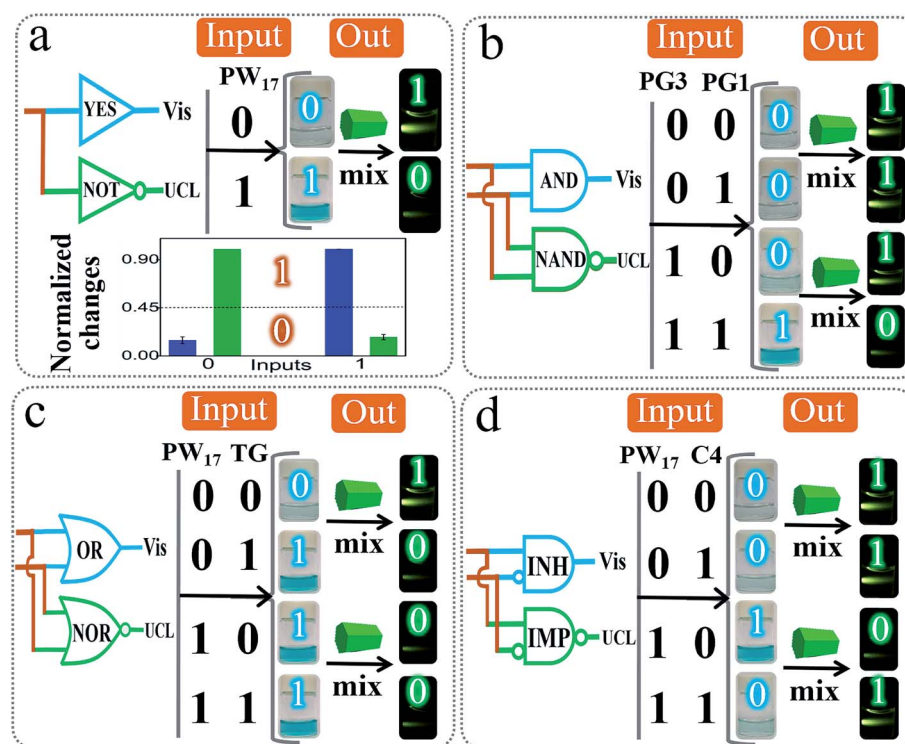 a
Input Out
PW17
YES Vis
0 0 1
mix
NOT UCL
1 1 0
Normalized changes
0.90
0.45
0.00
1
0
0 Inputs 1
b
Input Out
PG3 PG1
0 0 0 1
mix
AND Vis
0 1 0 1
NAND UCL
1 0 0 1
mix
1 1 1 0
c
Input Out
PW17 TG
0 0 0 1
mix
OR Vis
0 1 1 0
NOR UCL
1 0 1 0
mix
1 1 1 0
d
Input Out
PW17 C4
0 0 0 1
mix
INH Vis
0 1 0 1
IMP UCL
1 0 1 0
mix
1 1 0 1